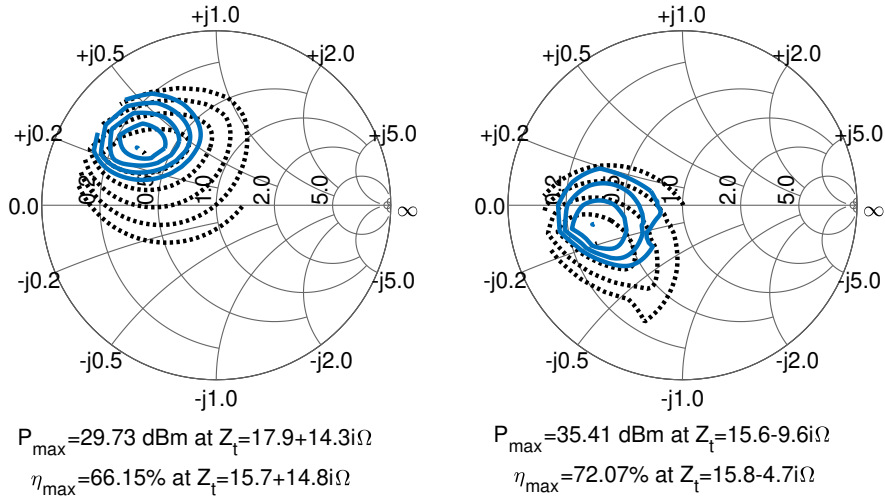 +j1.0
+j0.5
+j2.0
+j0.2
+j5.0
0.2
0.5
1.0
2.0
5.0
0.0
∞
-j0.2
-j5.0
-j0.5
-j2.0
-j1.0
P_max=29.73 dBm at Z_t=17.9+14.3iΩ
η_max=66.15% at Z_t=15.7+14.8iΩ
+j1.0
+j0.5
+j2.0
+j0.2
+j5.0
0.2
0.5
1.0
2.0
5.0
0.0
∞
-j0.2
-j5.0
-j0.5
-j2.0
-j1.0
P_max=35.41 dBm at Z_t=15.6-9.6iΩ
η_max=72.07% at Z_t=15.8-4.7iΩ